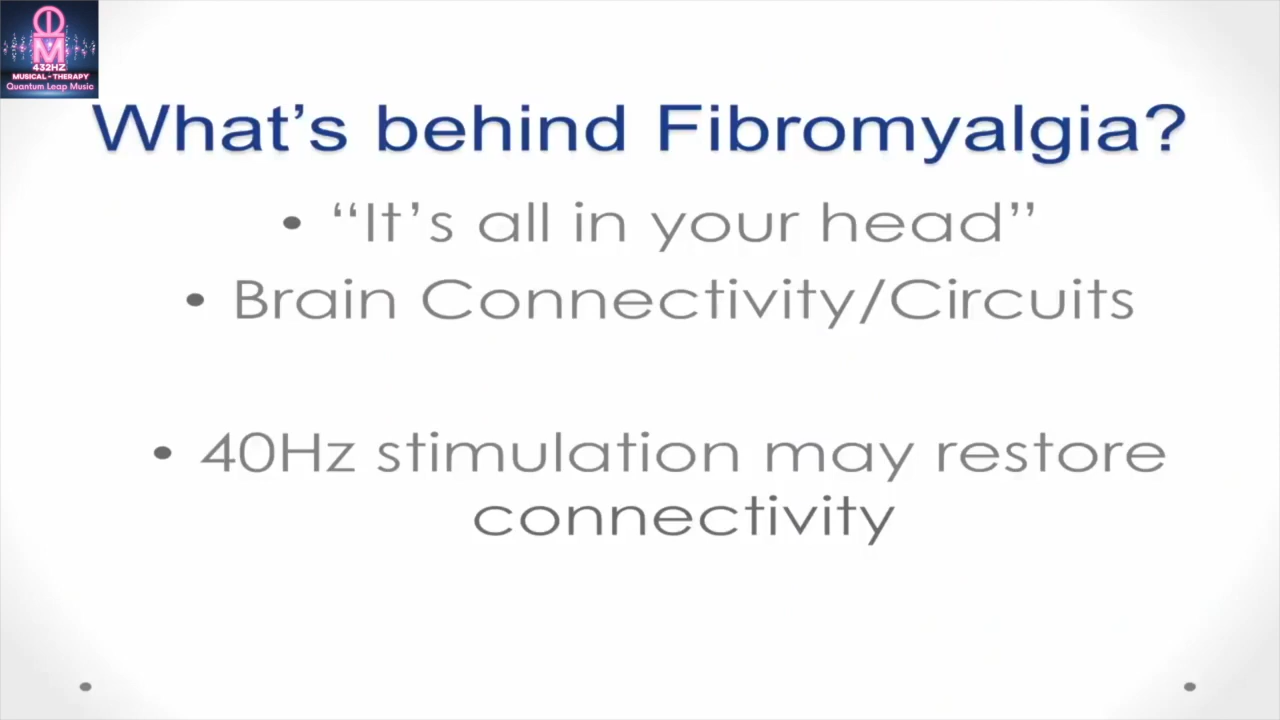 432HZ
MUSICAL - THERAPY
Quantum Leap Music
What's behind Fibromyalgia?
• “It's all in your head”
• Brain Connectivity/Circuits
• 40Hz stimulation may restore
connectivity